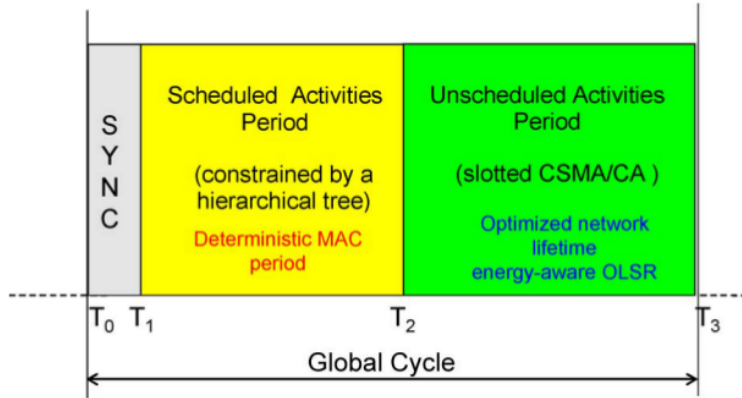 S
Y
N
C
Scheduled Activities
Period
(constrained by a
hierarchical tree)
Deterministic MAC
period
Unscheduled Activities
Period
(slotted CSMA/CA )
Optimized network
lifetime
energy-aware OLSR
T0 T1 T2 T3
Global Cycle